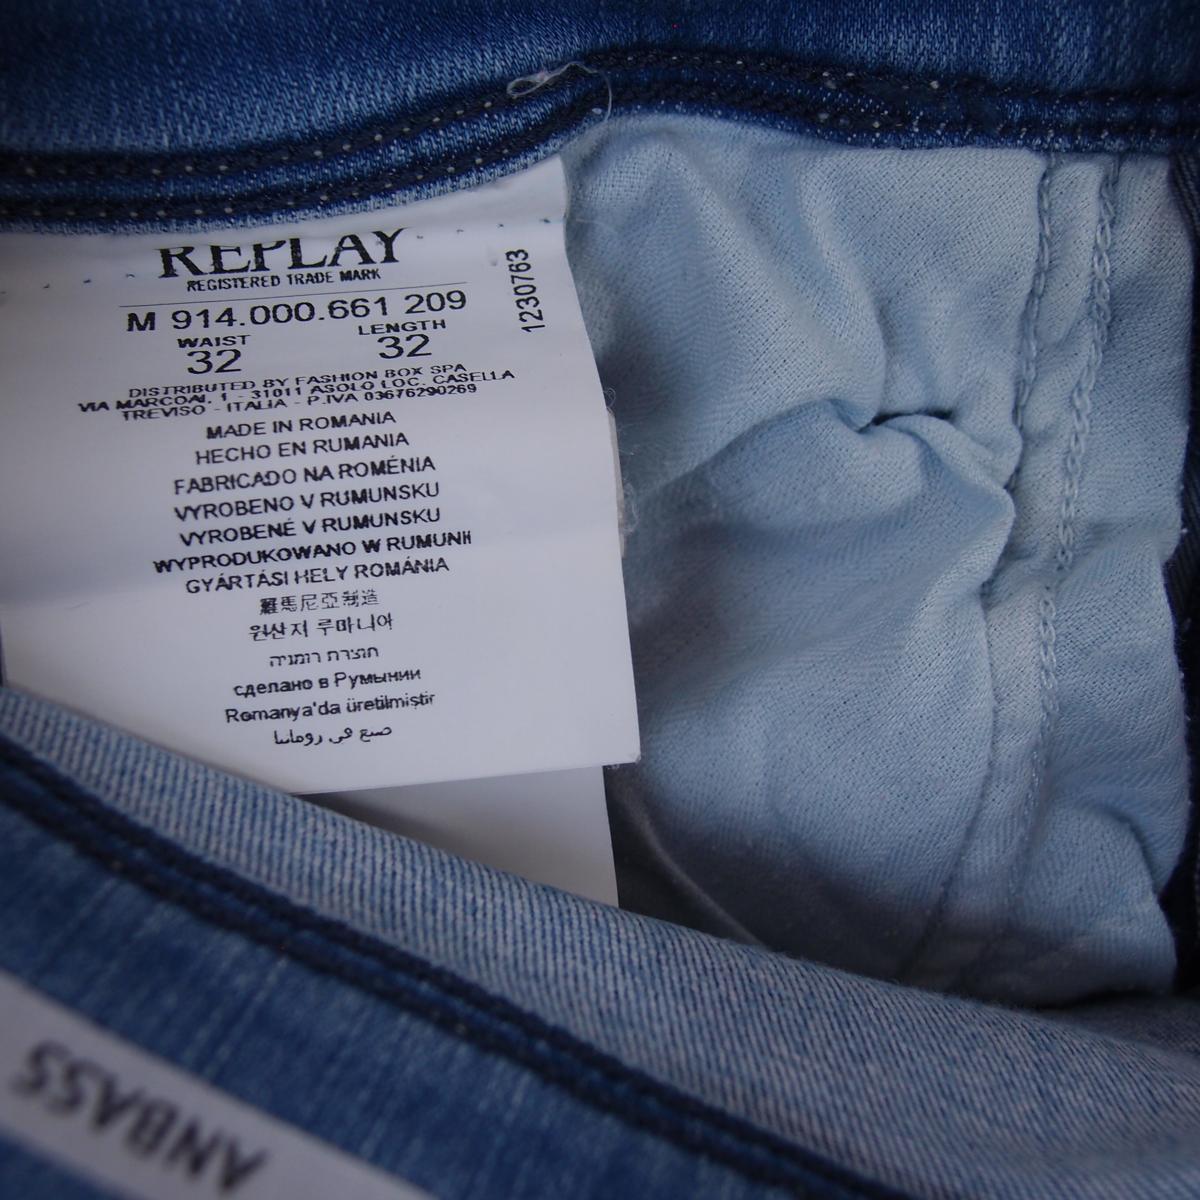 REPLAY
REGISTERED TRADE MARK
M 914.000.661 209
WAIST LENGTH
32 32
1230763
DISTRIBUTED BY FASHION BOX SPA
VIA MARCOAI, 1 - 31011 ASOLO LOC. CASELLA
TREVISO - ITALIA - P.IVA 03676290269
MADE IN ROMANIA
HECHO EN RUMANIA
FABRICADO NA ROMÉNIA
VYROBENO V RUMUNSKU
VYROBENÉ V RUMUNSKU
WYPRODUKOWANO W RUMUNII
GYÁRTÁSI HELY ROMÁNIA
羅馬尼亞製造
원산지 루마니아
תוצרת רומניה
сделано в Румынии
Romanya'da üretilmiştir
صنع في رومانيا
ANBASS